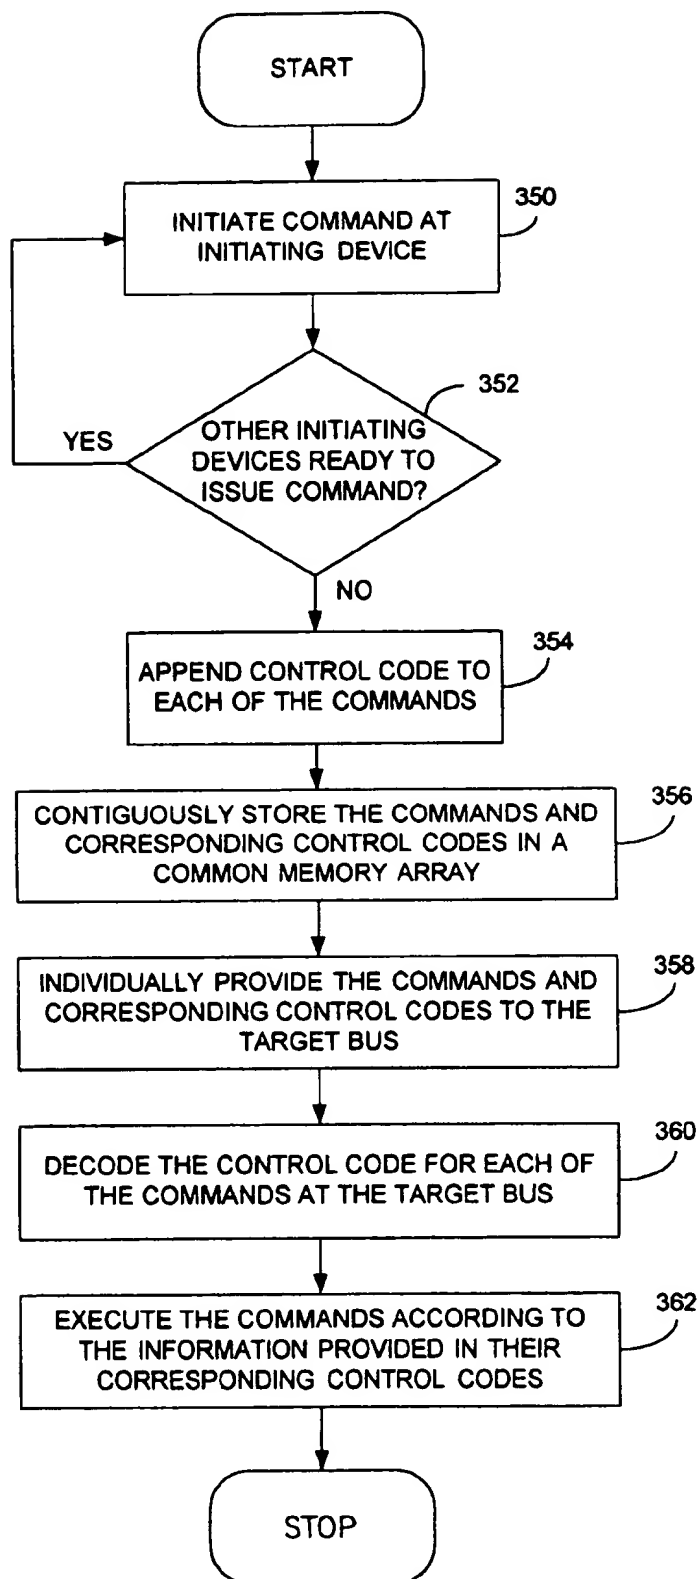 START
350
INITIATE COMMAND AT
INITIATING DEVICE
352
YES
OTHER INITIATING
DEVICES READY TO
ISSUE COMMAND?
NO
354
APPEND CONTROL CODE TO
EACH OF THE COMMANDS
356
CONTIGUOUSLY STORE THE COMMANDS AND
CORRESPONDING CONTROL CODES IN A
COMMON MEMORY ARRAY
358
INDIVIDUALLY PROVIDE THE COMMANDS AND
CORRESPONDING CONTROL CODES TO THE
TARGET BUS
360
DECODE THE CONTROL CODE FOR EACH OF
THE COMMANDS AT THE TARGET BUS
362
EXECUTE THE COMMANDS ACCORDING TO
THE INFORMATION PROVIDED IN THEIR
CORRESPONDING CONTROL CODES
STOP